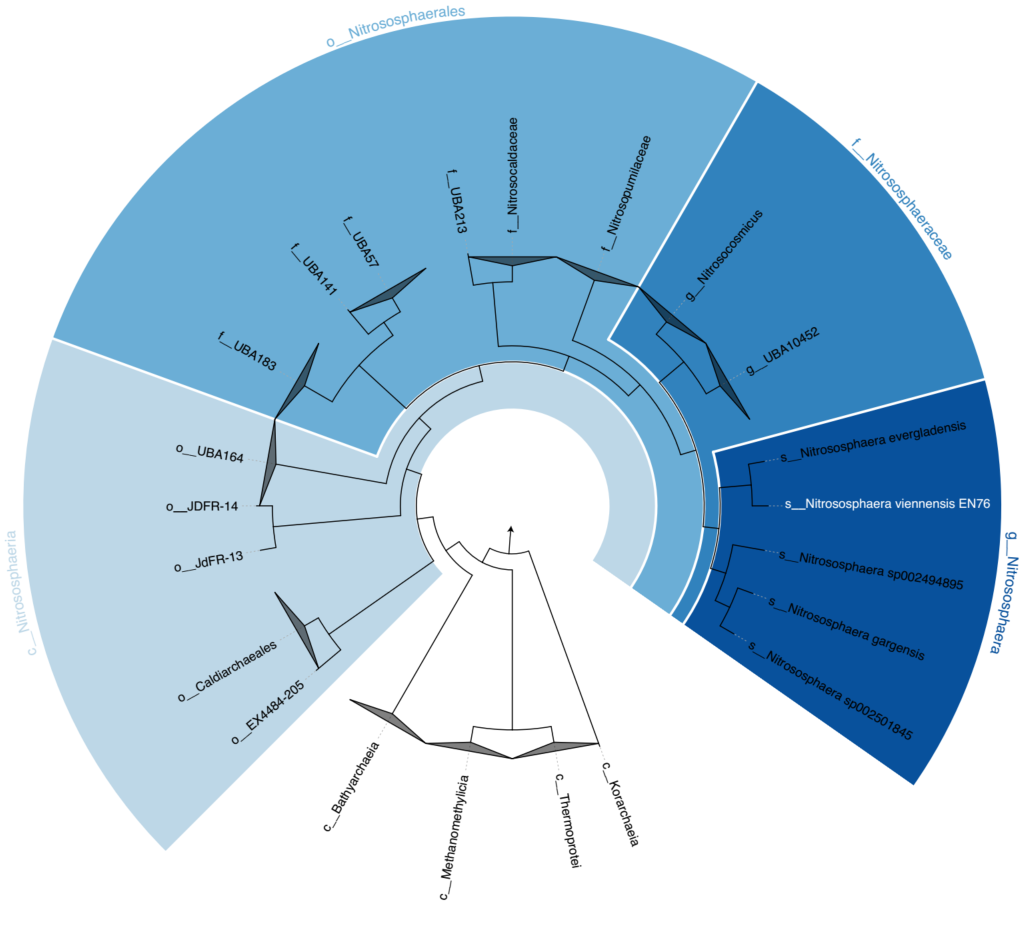 o__Nitrososphaerales
f__Nitrososphaeraceae
g__Nitrososphaera
c__Nitrososphaeria
f__Nitrosocaldaceae
f__UBA213
f__Nitrosopumilaceae
f__UBA57
f__UBA141
f__UBA183
g__Nitrosocosmicus
g__UBA10452
s__Nitrososphaera evergladensis
s__Nitrososphaera viennensis EN76
s__Nitrososphaera sp002494895
s__Nitrososphaera gargensis
s__Nitrososphaera sp002501845
o__UBA164
o__JDFR-14
o__JdFR-13
o__Caldiarchaeales
o__EX4484-205
c__Bathyarchaeia
c__Methanomethylicia
c__Thermoprotei
c__Korarchaeia